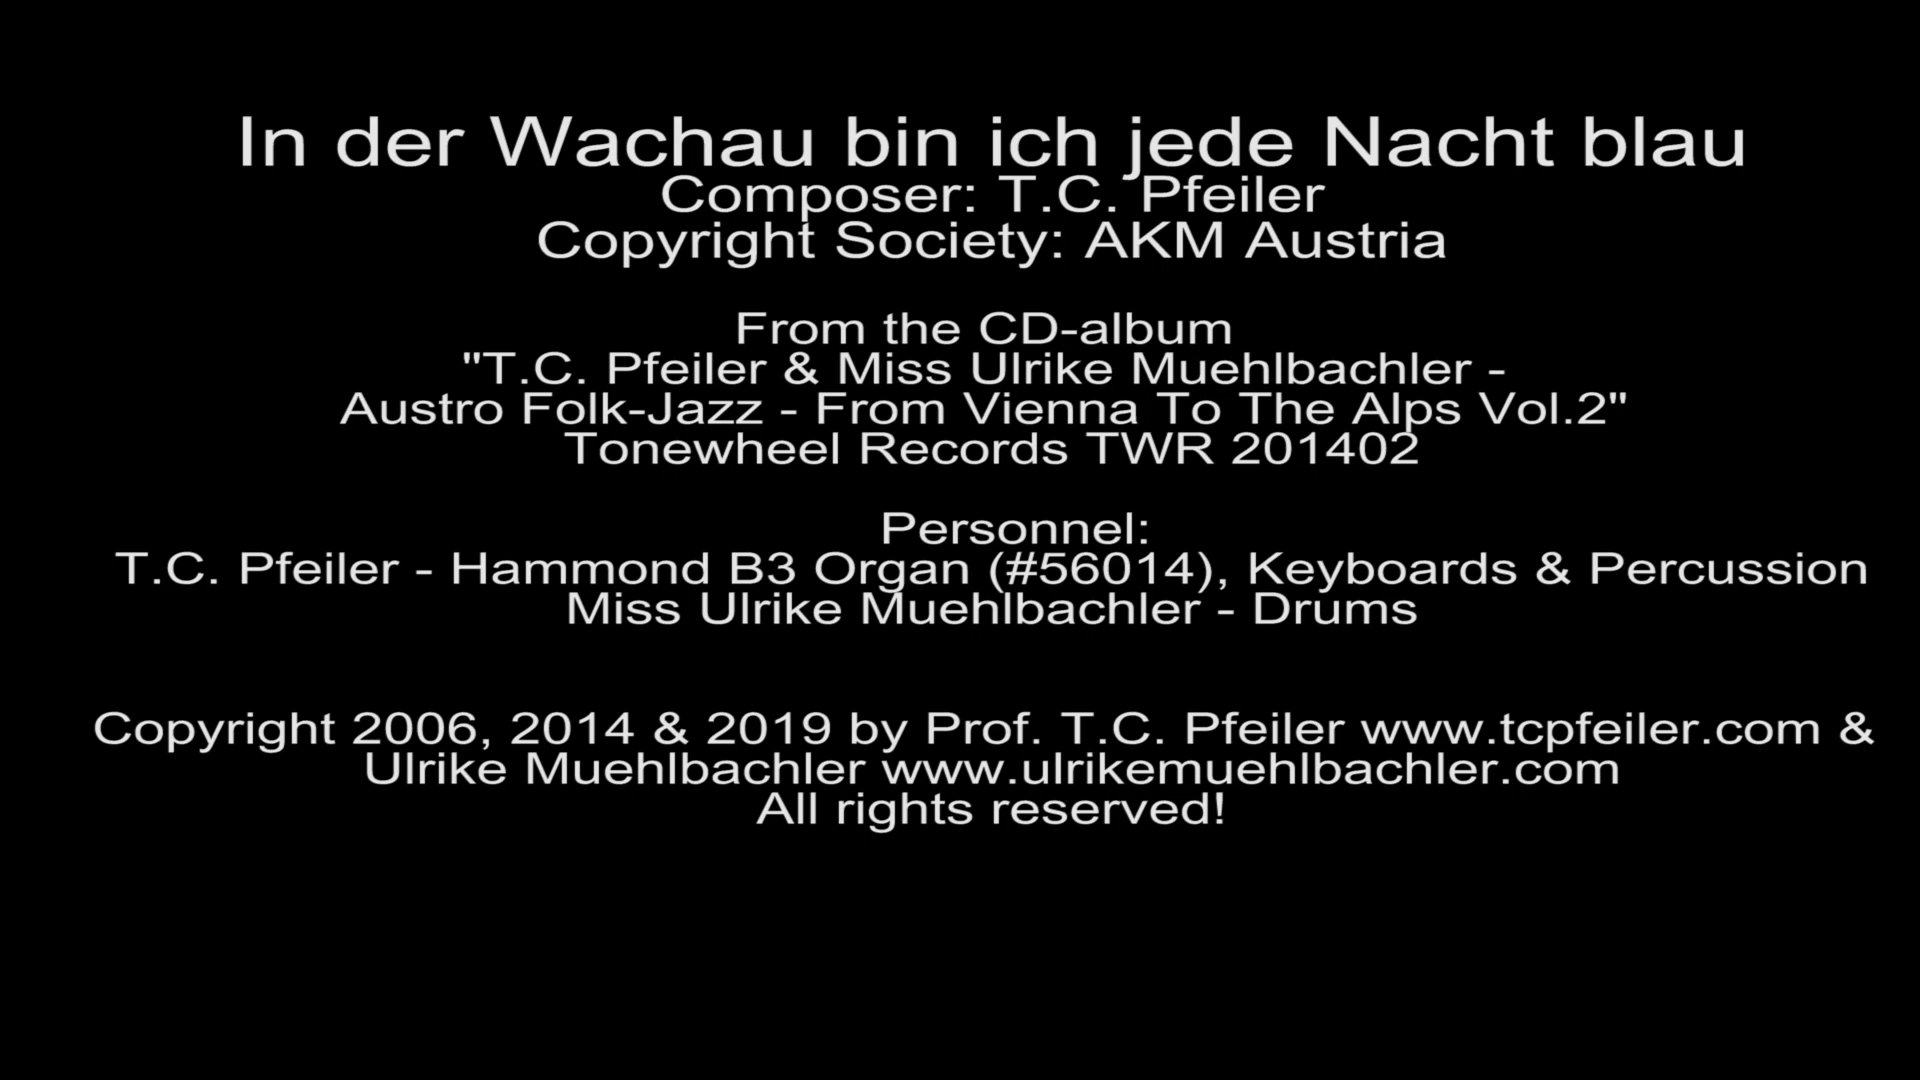 In der Wachau bin ich jede Nacht blau
Composer: T.C. Pfeiler
Copyright Society: AKM Austria
From the CD-album
"T.C. Pfeiler & Miss Ulrike Muehlbachler -
Austro Folk-Jazz - From Vienna To The Alps Vol.2"
Tonewheel Records TWR 201402
Personnel:
T.C. Pfeiler - Hammond B3 Organ (#56014), Keyboards & Percussion
Miss Ulrike Muehlbachler - Drums
Copyright 2006, 2014 & 2019 by Prof. T.C. Pfeiler www.tcpfeiler.com &
Ulrike Muehlbachler www.ulrikemuehlbachler.com
All rights reserved!